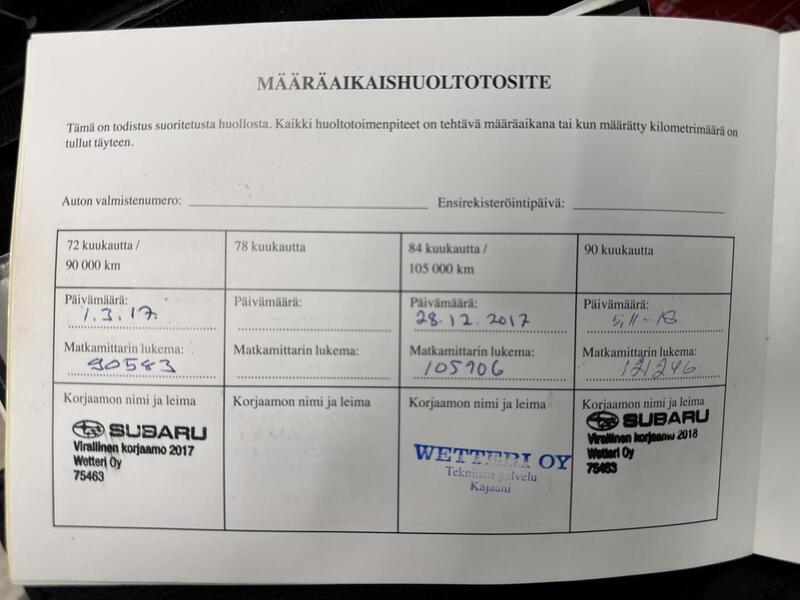 MÄÄRÄAIKAISHUOLTOTOSITE
Tämä on todistus suoritetusta huollosta. Kaikki huoltotoimenpiteet on tehtävä määräaikana tai kun määrätty kilometrimäärä on
tullut täyteen.
Auton valmistenumero:
Ensirekisteröintipäivä:
72 kuukautta /
90 000 km
78 kuukautta
84 kuukautta /
105 000 km
90 kuukautta
Päivämäärä:
1.3.17.
Päivämäärä:
Päivämäärä:
28.12.2017
Päivämäärä:
5,11-18
Matkamittarin lukema:
90583
Matkamittarin lukema:
Matkamittarin lukema:
105906
Matkamittarin lukema:
121246
Korjaamon nimi ja leima
SUBARU
Virallinen korjaamo 2017
Wetteri Oy
75463
Korjaamon nimi ja leima
Korjaamon nimi ja leima
WETTERI OY
Tekninen palvelu
Kajaani
Korjaamon nimi ja leima
SUBARU
Virallinen korjaamo 2018
Wetteri Oy
75463